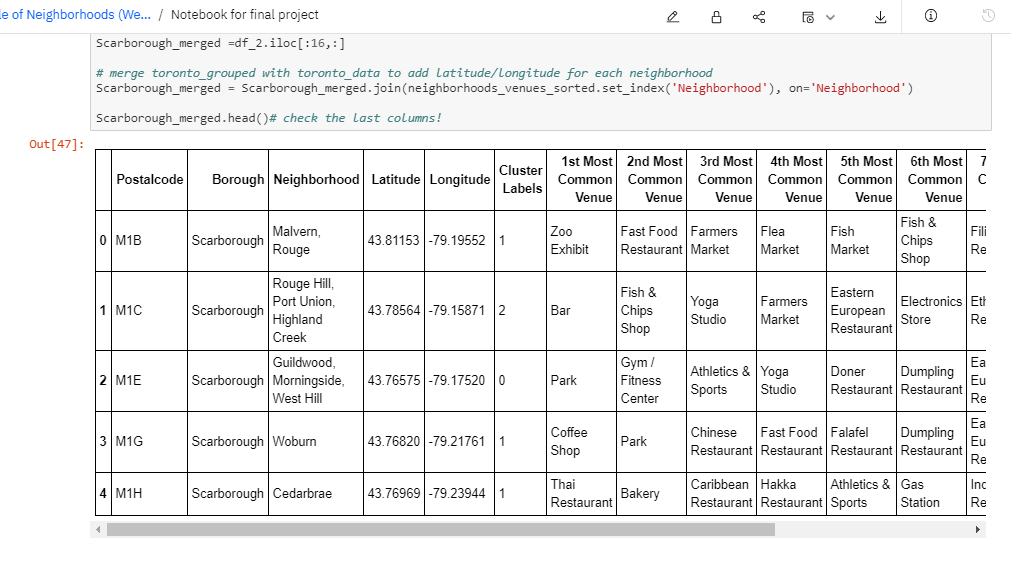 le of Neighborhoods (We... / Notebook for final project
Scarborough_merged =df_2.iloc[:16,:]
# merge toronto_grouped with toronto_data to add latitude/longitude for each neighborhood
Scarborough_merged = Scarborough_merged.join(neighborhoods_venues_sorted.set_index('Neighborhood'), on='Neighborhood')
Scarborough_merged.head()# check the last columns!
Out[47]:
Postalcode Borough Neighborhood Latitude Longitude Cluster Labels 1st Most Common Venue 2nd Most Common Venue 3rd Most Common Venue 4th Most Common Venue 5th Most Common Venue 6th Most Common Venue 7 C
0 M1B Scarborough Malvern, Rouge 43.81153 -79.19552 1 Zoo Exhibit Fast Food Restaurant Farmers Market Flea Market Fish Market Fish & Chips Shop Fili Re
1 M1C Scarborough Rouge Hill, Port Union, Highland Creek 43.78564 -79.15871 2 Bar Fish & Chips Shop Yoga Studio Farmers Market Eastern European Restaurant Electronics Store Eth Re
2 M1E Scarborough Guildwood, Morningside, West Hill 43.76575 -79.17520 0 Park Gym / Fitness Center Athletics & Sports Yoga Studio Doner Restaurant Dumpling Restaurant Ea Eu Re
3 M1G Scarborough Woburn 43.76820 -79.21761 1 Coffee Shop Park Chinese Restaurant Fast Food Restaurant Falafel Restaurant Dumpling Restaurant Ea Eu Re
4 M1H Scarborough Cedarbrae 43.76969 -79.23944 1 Thai Restaurant Bakery Caribbean Restaurant Hakka Restaurant Athletics & Sports Gas Station Inc Re